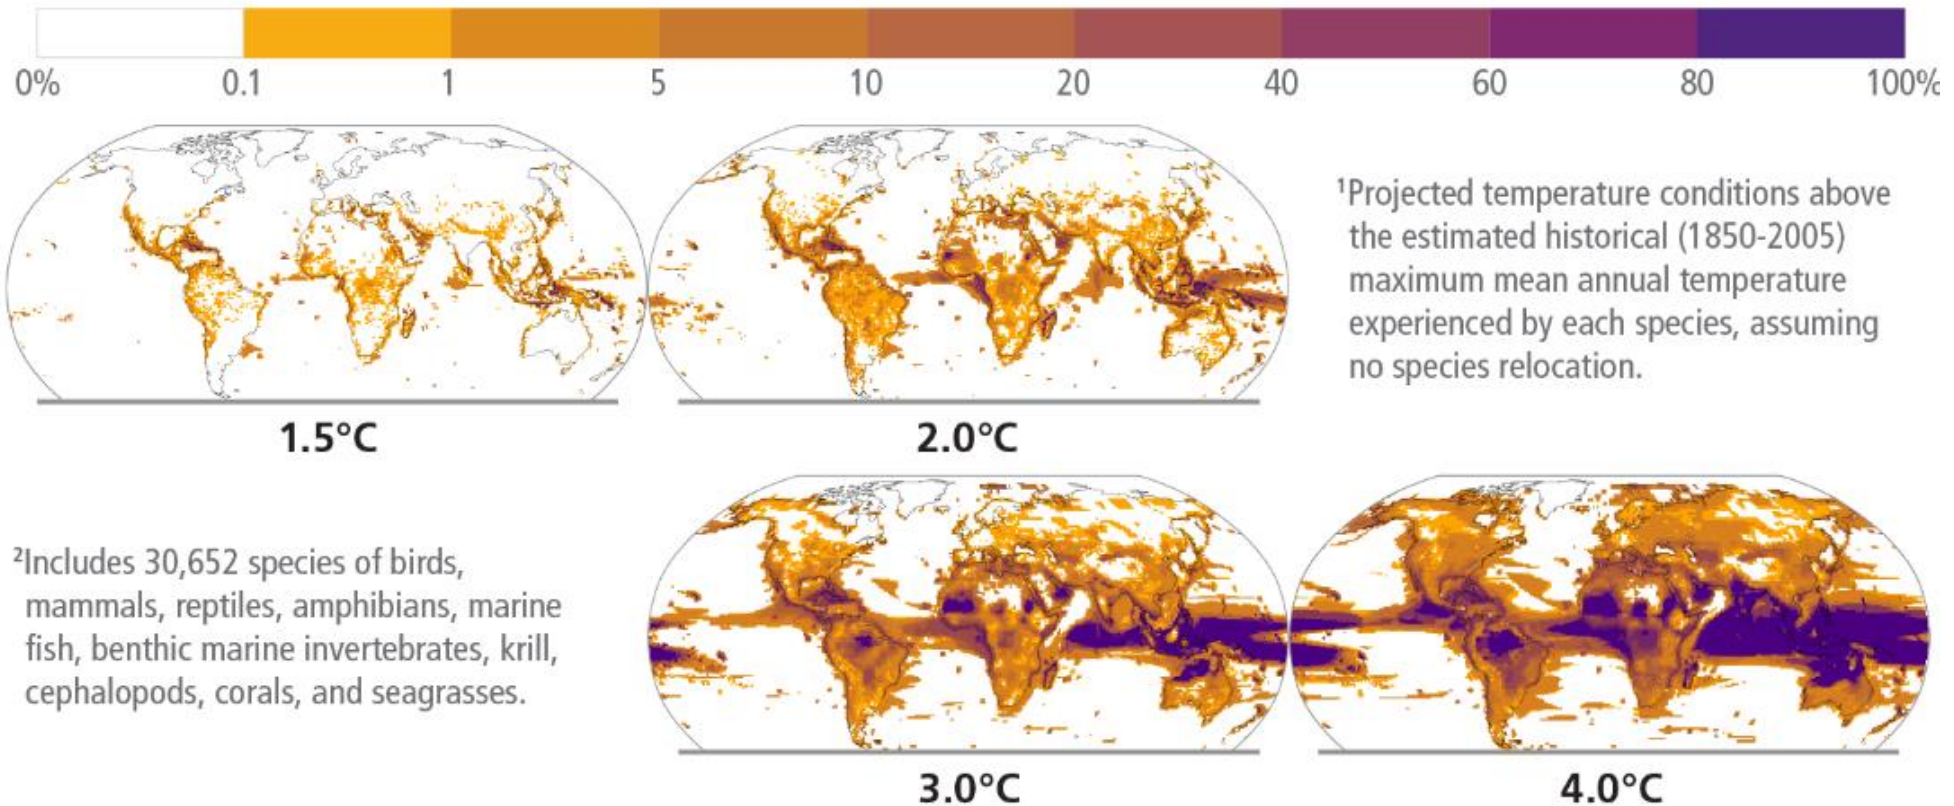 0% 0.1 1 5 10 20 40 60 80 100%
¹Projected temperature conditions above
the estimated historical (1850-2005)
maximum mean annual temperature
experienced by each species, assuming
no species relocation.
1.5°C 2.0°C
²Includes 30,652 species of birds,
mammals, reptiles, amphibians, marine
fish, benthic marine invertebrates, krill,
cephalopods, corals, and seagrasses.
3.0°C 4.0°C